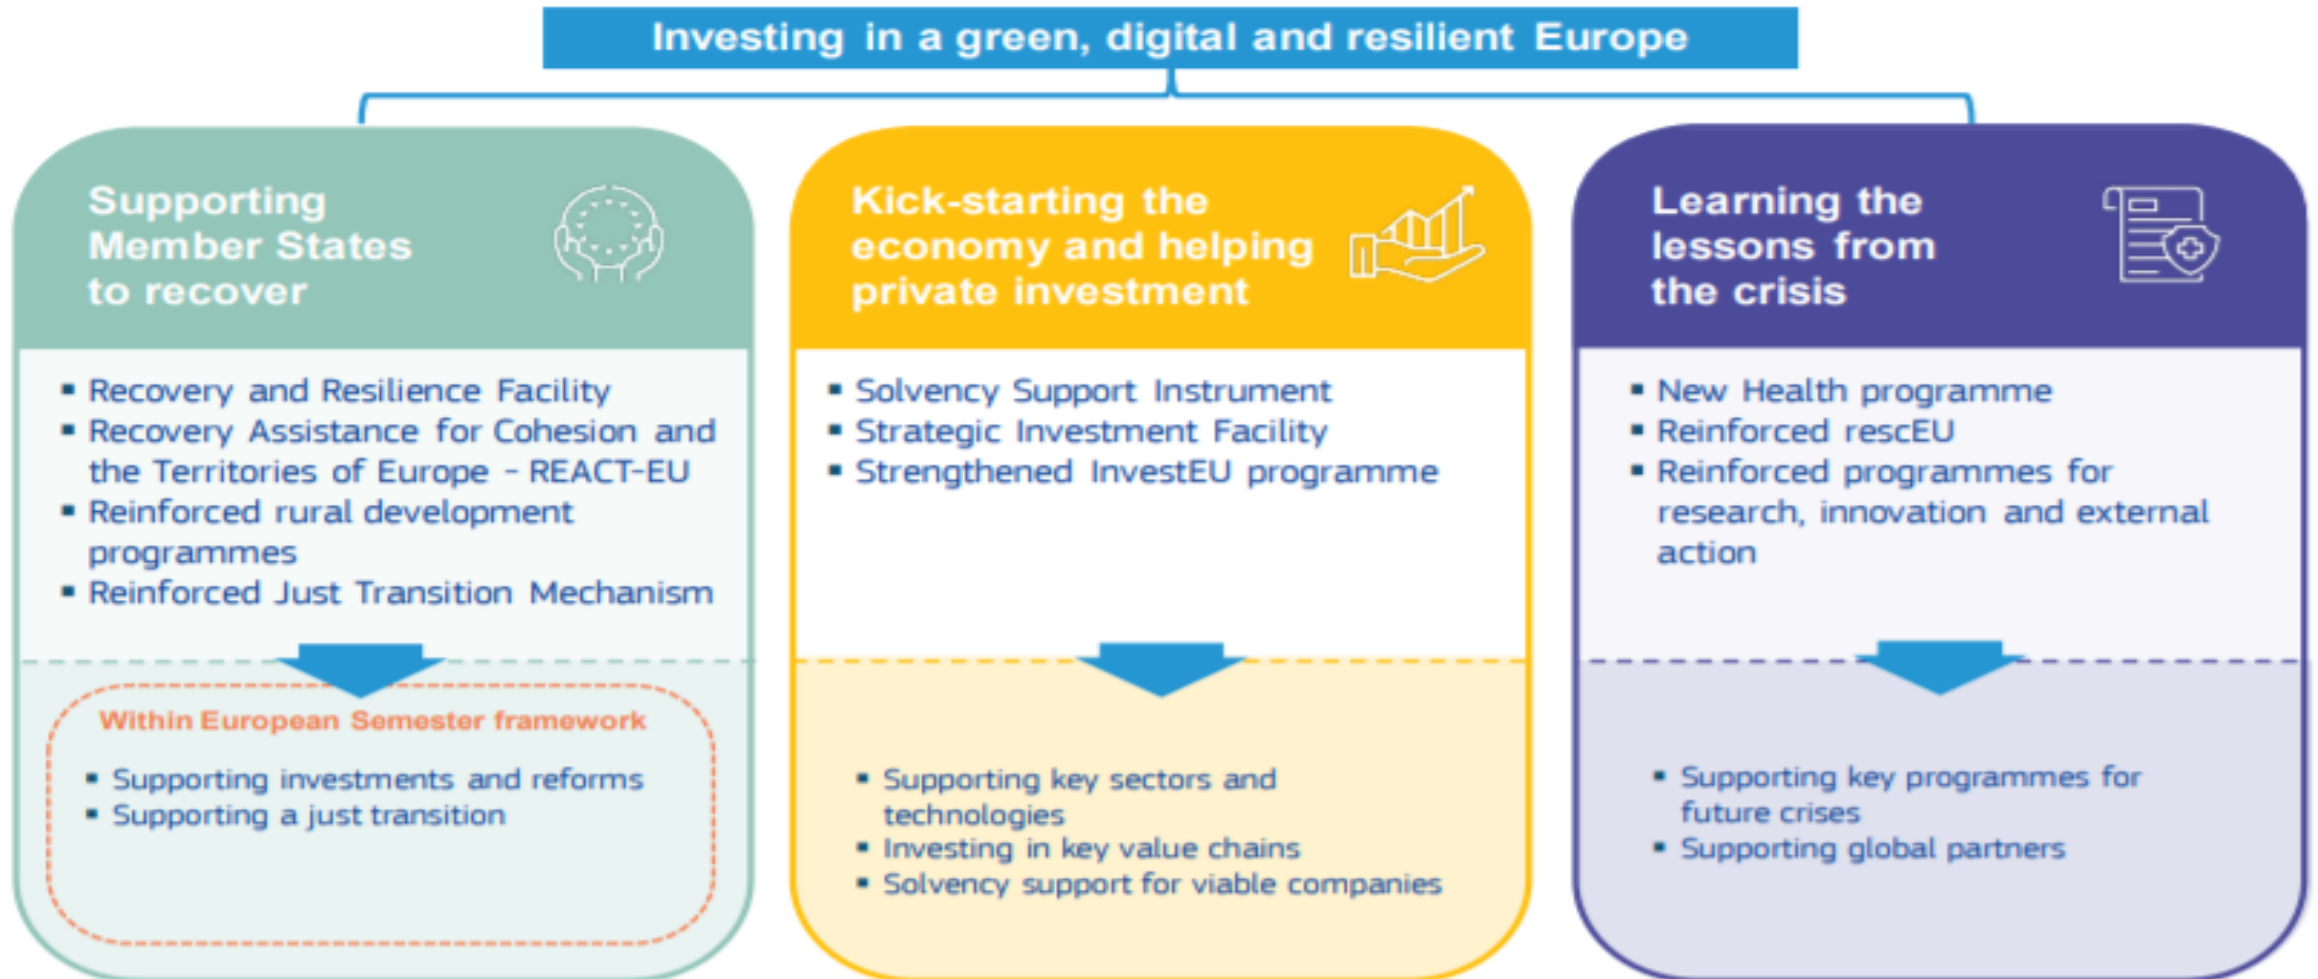 Investing in a green, digital and resilient Europe
Supporting
Member States
to recover
▪ Recovery and Resilience Facility
▪ Recovery Assistance for Cohesion and
the Territories of Europe - REACT-EU
▪ Reinforced rural development
programmes
▪ Reinforced Just Transition Mechanism
Within European Semester framework
▪ Supporting investments and reforms
▪ Supporting a just transition
Kick-starting the
economy and helping
private investment
▪ Solvency Support Instrument
▪ Strategic Investment Facility
▪ Strengthened InvestEU programme
▪ Supporting key sectors and
technologies
▪ Investing in key value chains
▪ Solvency support for viable companies
Learning the
lessons from
the crisis
▪ New Health programme
▪ Reinforced rescEU
▪ Reinforced programmes for
research, innovation and external
action
▪ Supporting key programmes for
future crises
▪ Supporting global partners